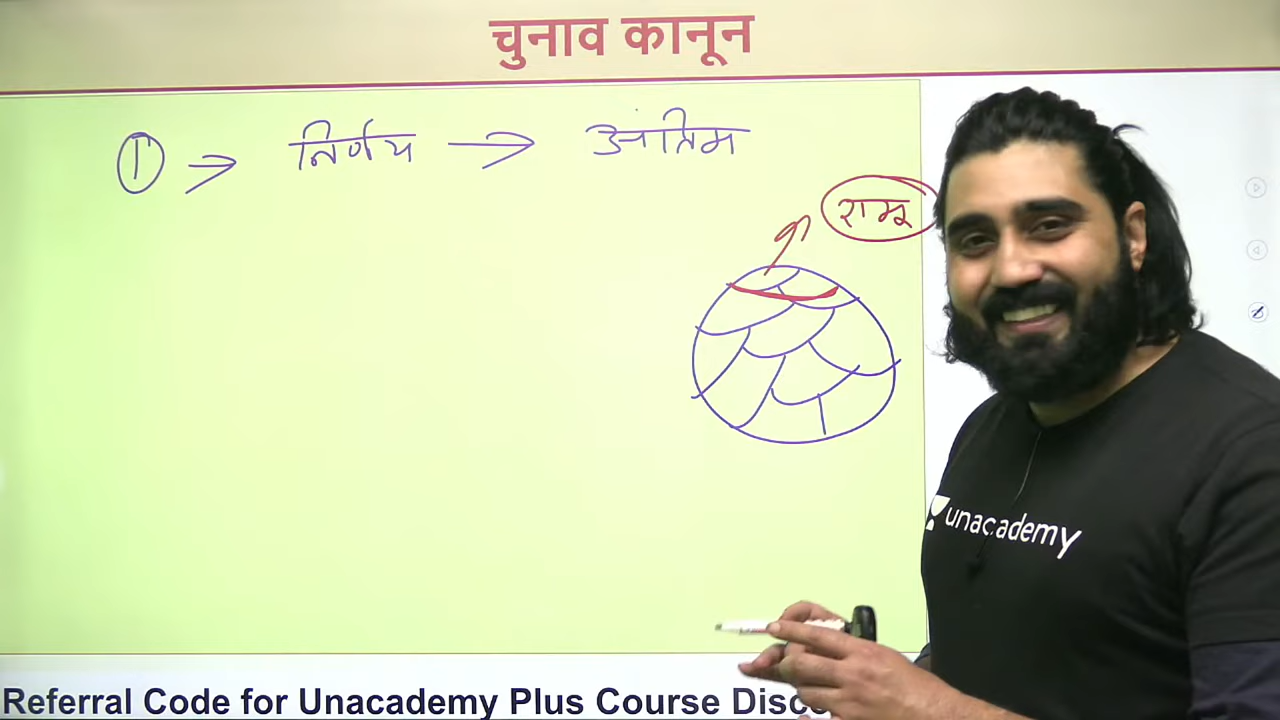 चुनाव कानून
① ⇒ निर्णय → अंतिम
रामू
क
unacademy
Referral Code for Unacademy Plus Course Disc